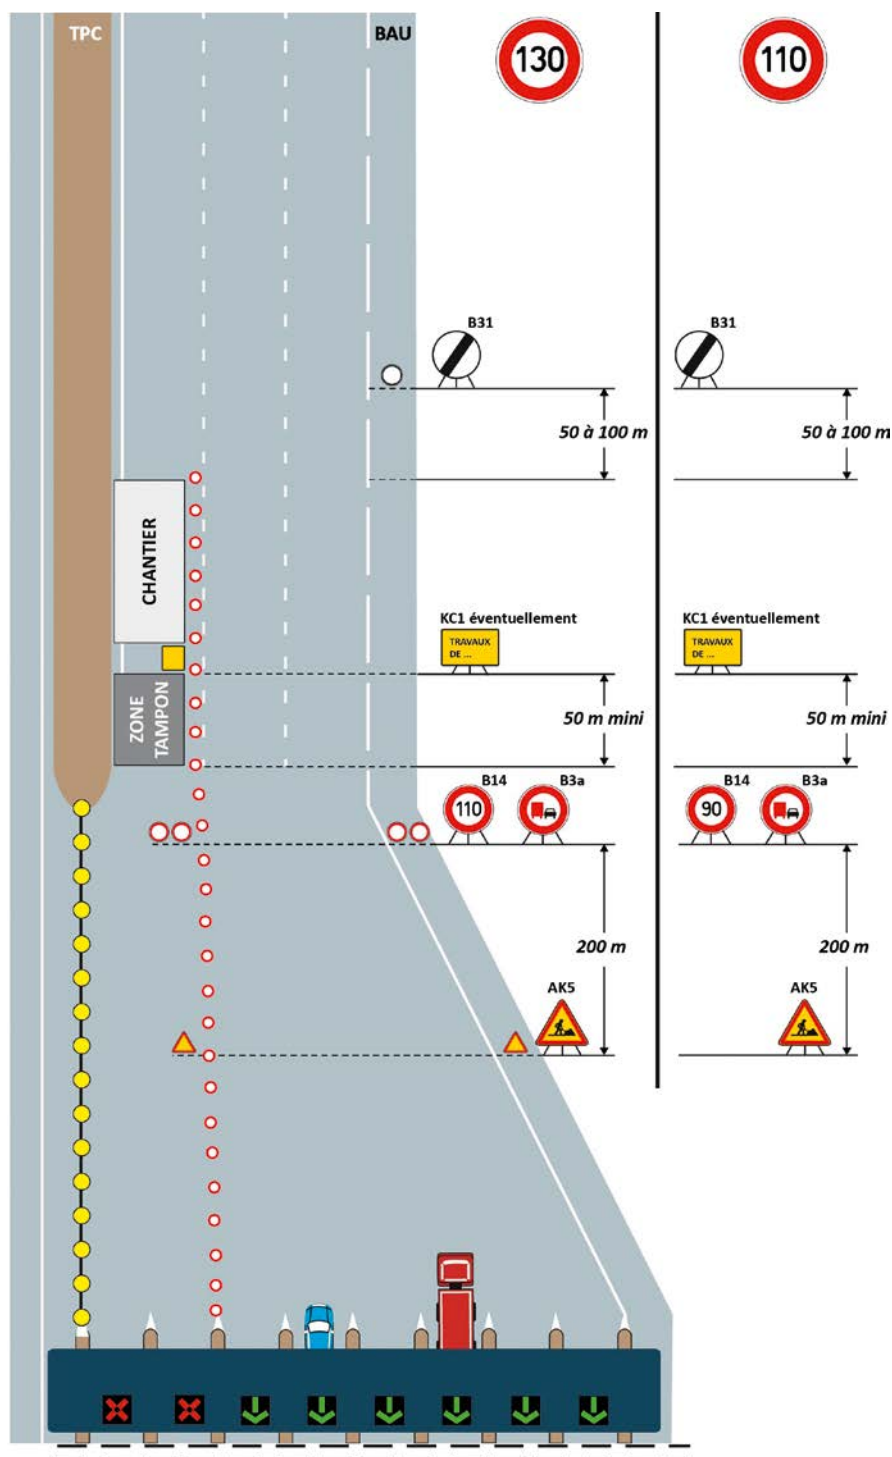 TPC
BAU
130
110
B31
B31
50 à 100 m
50 à 100 m
CHANTIER
KC1 éventuellement
TRAVAUX
DE ...
KC1 éventuellement
TRAVAUX
DE ...
ZONE
TAMPON
50 m mini
50 m mini
B14
B3a
110
B14
B3a
90
200 m
200 m
AK5
AK5